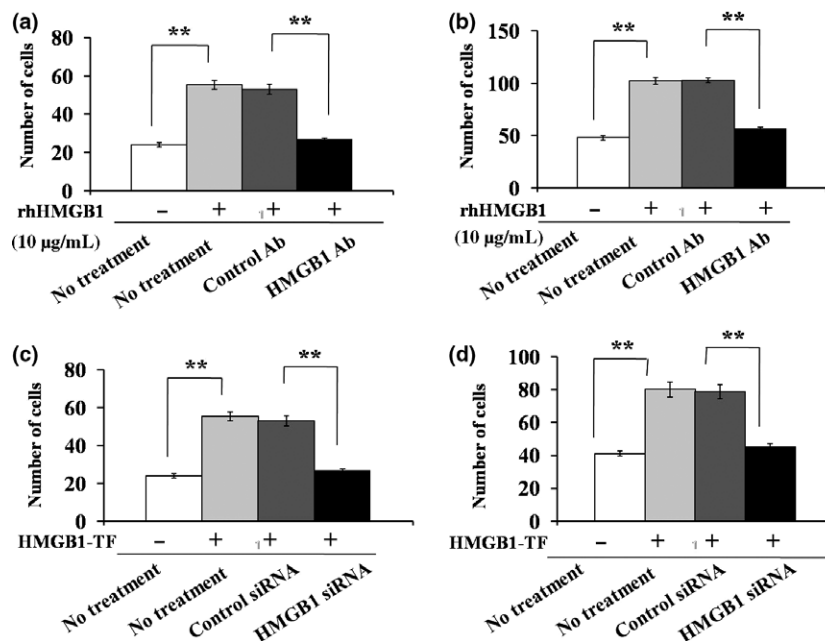 (a)
80
**
**
60
40
20
0
Number of cells
rhHMGB1 – + + +
(10 µg/mL)
No treatment
No treatment
Control Ab
HMGB1 Ab
(b)
150
**
**
100
50
0
Number of cells
rhHMGB1 – + + +
(10 µg/mL)
No treatment
No treatment
Control Ab
HMGB1 Ab
(c)
80
**
**
60
40
20
0
Number of cells
HMGB1-TF – + + +
No treatment
No treatment
Control siRNA
HMGB1 siRNA
(d)
100
**
**
80
60
40
20
0
Number of cells
HMGB1-TF – + + +
No treatment
No treatment
Control siRNA
HMGB1 siRNA